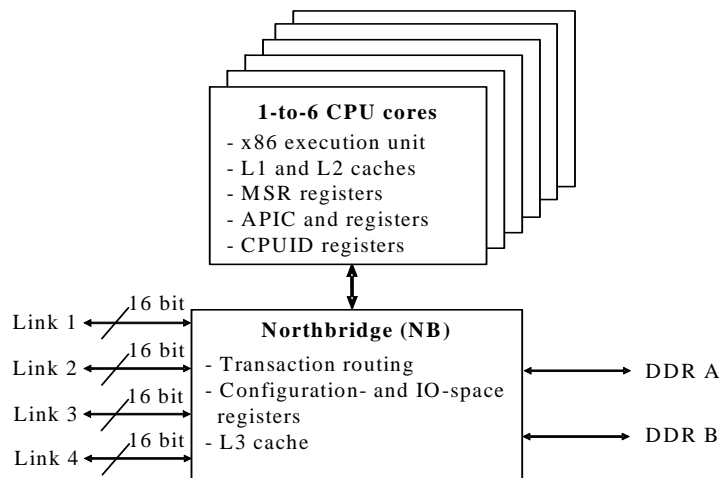 1-to-6 CPU cores
- x86 execution unit
- L1 and L2 caches
- MSR registers
- APIC and registers
- CPUID registers
Link 1
16 bit
Link 2
16 bit
Link 3
16 bit
Link 4
16 bit
Northbridge (NB)
- Transaction routing
- Configuration- and IO-space
registers
- L3 cache
DDR A
DDR B